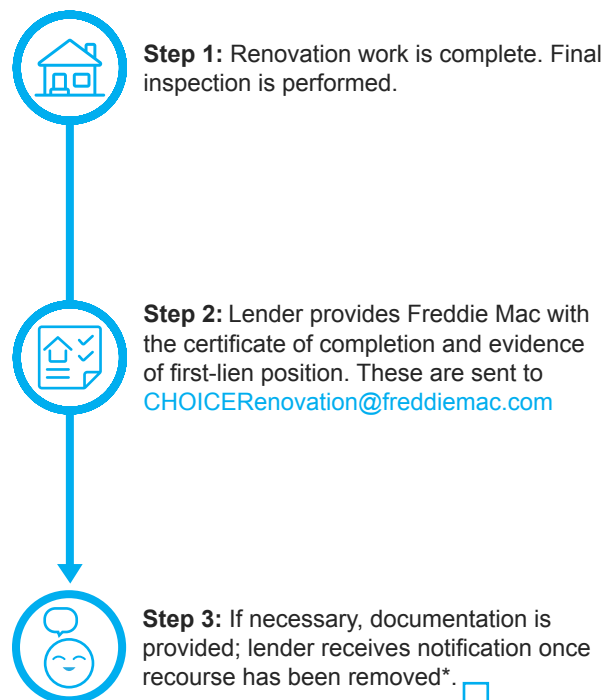 Step 1: Renovation work is complete. Final
inspection is performed.
Step 2: Lender provides Freddie Mac with
the certificate of completion and evidence
of first-lien position. These are sent to
CHOICERenovation@freddiemac.com
Step 3: If necessary, documentation is
provided; lender receives notification once
recourse has been removed*.